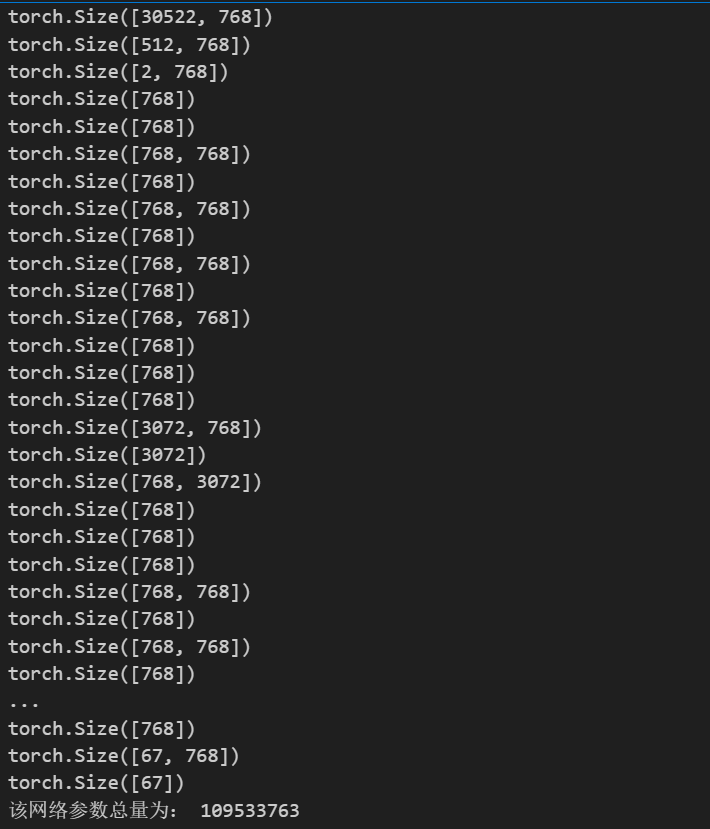 torch.Size([30522, 768])
torch.Size([512, 768])
torch.Size([2, 768])
torch.Size([768])
torch.Size([768])
torch.Size([768, 768])
torch.Size([768])
torch.Size([768, 768])
torch.Size([768])
torch.Size([768, 768])
torch.Size([768])
torch.Size([768, 768])
torch.Size([768])
torch.Size([768])
torch.Size([768])
torch.Size([3072, 768])
torch.Size([3072])
torch.Size([768, 3072])
torch.Size([768])
torch.Size([768])
torch.Size([768])
torch.Size([768, 768])
torch.Size([768])
torch.Size([768, 768])
torch.Size([768])
...
torch.Size([768])
torch.Size([67, 768])
torch.Size([67])
该网络参数总量为： 109533763